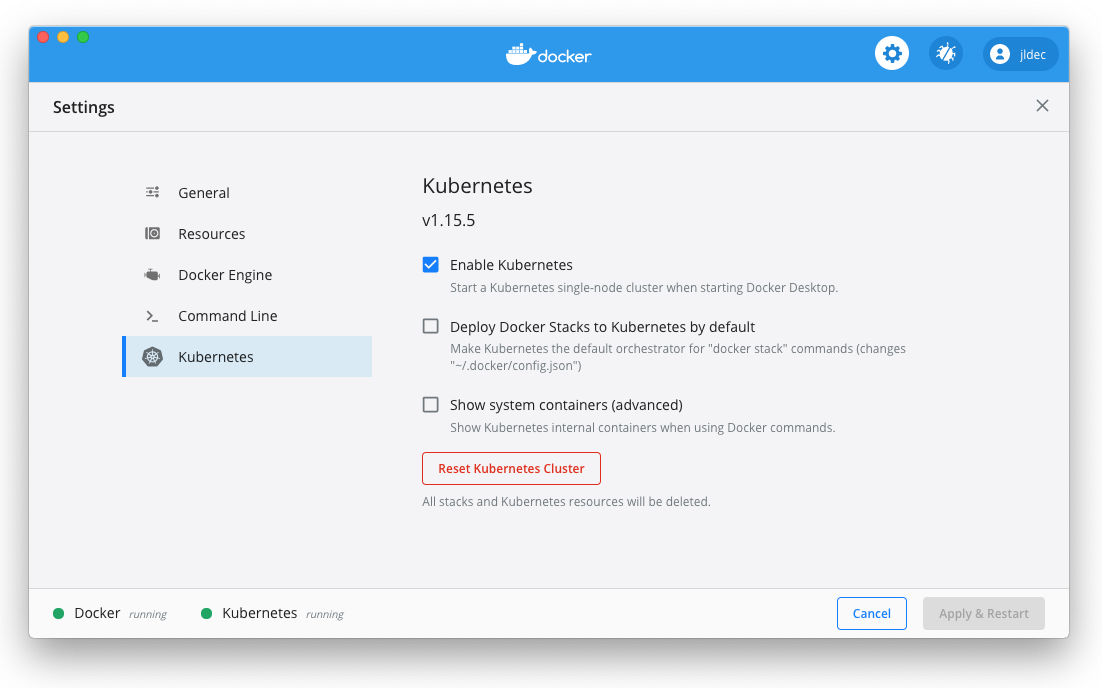 docker
jldec
Settings
General
Resources
Docker Engine
Command Line
Kubernetes
Kubernetes
v1.15.5
Enable Kubernetes
Start a Kubernetes single-node cluster when starting Docker Desktop.
Deploy Docker Stacks to Kubernetes by default
Make Kubernetes the default orchestrator for "docker stack" commands (changes
"~/.docker/config.json")
Show system containers (advanced)
Show Kubernetes internal containers when using Docker commands.
Reset Kubernetes Cluster
All stacks and Kubernetes resources will be deleted.
Docker running Kubernetes running
Cancel
Apply & Restart